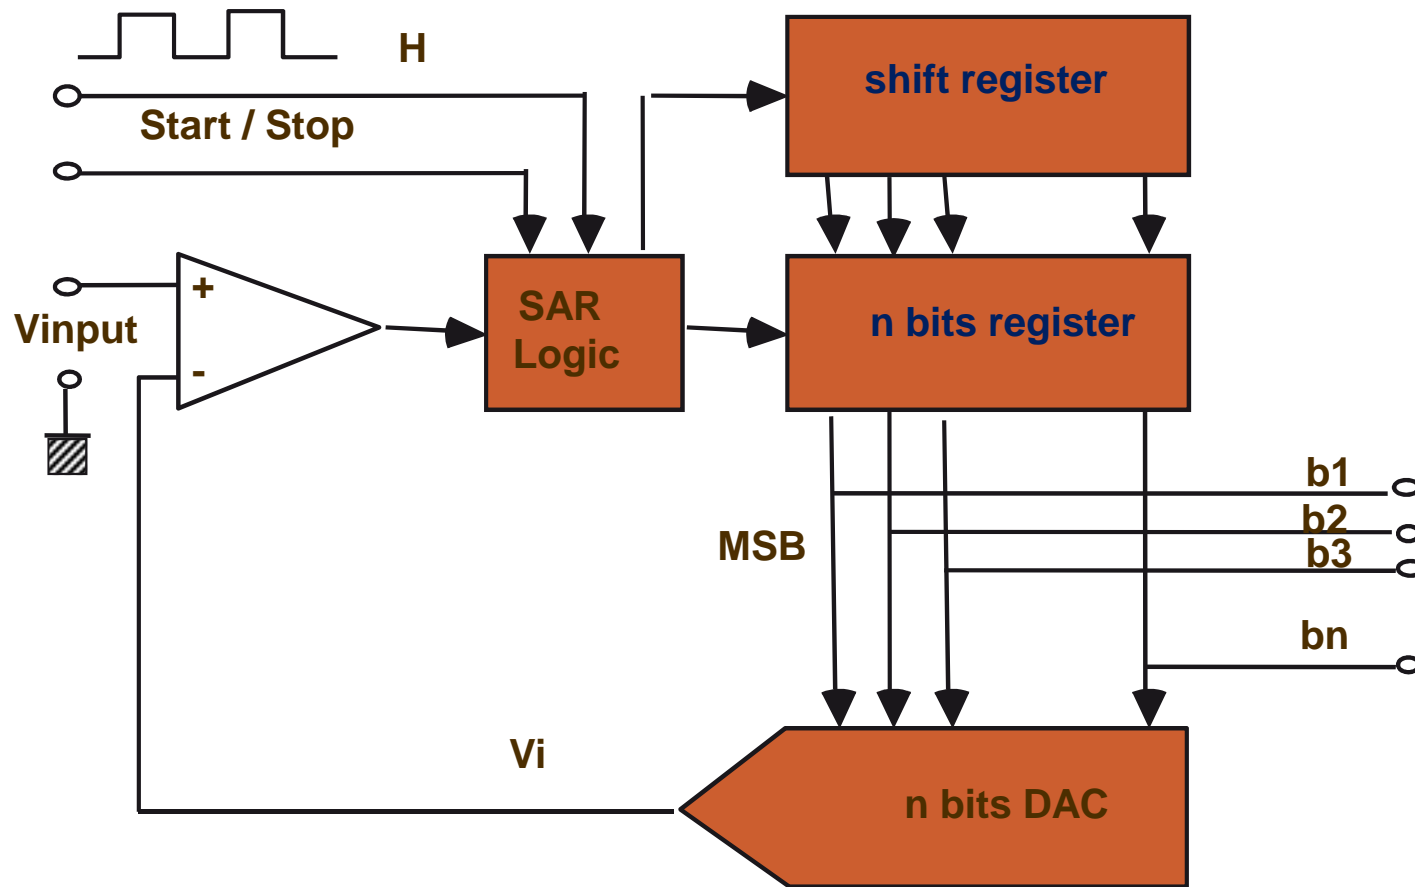 H
shift register
Start / Stop
+
Vinput
-
SAR
Logic
n bits register
b1
b2
b3
MSB
bn
Vi
n bits DAC